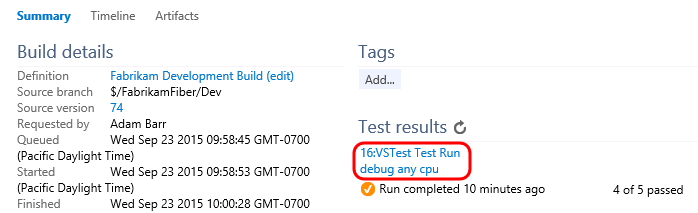 Summary Timeline Artifacts
Build details
Definition Fabrikam Development Build (edit)
Source branch $/FabrikamFiber/Dev
Source version 74
Requested by Adam Barr
Queued Wed Sep 23 2015 09:58:45 GMT-0700
(Pacific Daylight Time)
Started Wed Sep 23 2015 09:58:53 GMT-0700
(Pacific Daylight Time)
Finished Wed Sep 23 2015 10:00:28 GMT-0700
Tags
Add...
Test results
16:VSTest Test Run
debug any cpu
Run completed 10 minutes ago 4 of 5 passed